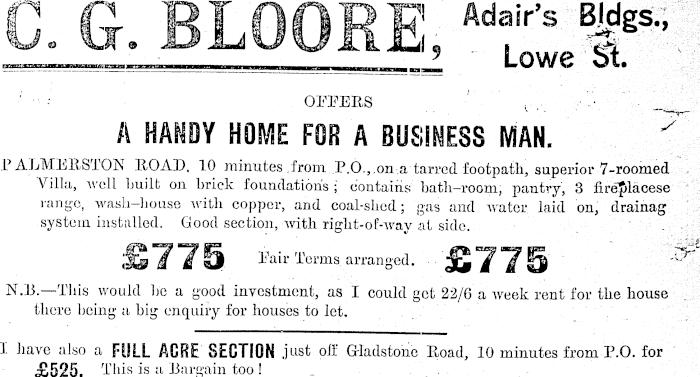 C. G. BLOORE,
Adair's Bldgs.,
Lowe St.
OFFERS
A HANDY HOME FOR A BUSINESS MAN.
PALMERSTON ROAD, 10 minutes from P.O., on a tarred footpath, superior 7-roomed
Villa, well built on brick foundations; contains bath-room, pantry, 3 fireplacese
range, wash-house with copper, and coal-shed; gas and water laid on, drainag
system installed. Good section, with right-of-way at side.
£775 Fair Terms arranged. £775
N.B.—This would be a good investment, as I could get 22/6 a week rent for the house
there being a big enquiry for houses to let.
I have also a FULL ACRE SECTION just off Gladstone Road, 10 minutes from P.O. for
£525. This is a Bargain too!